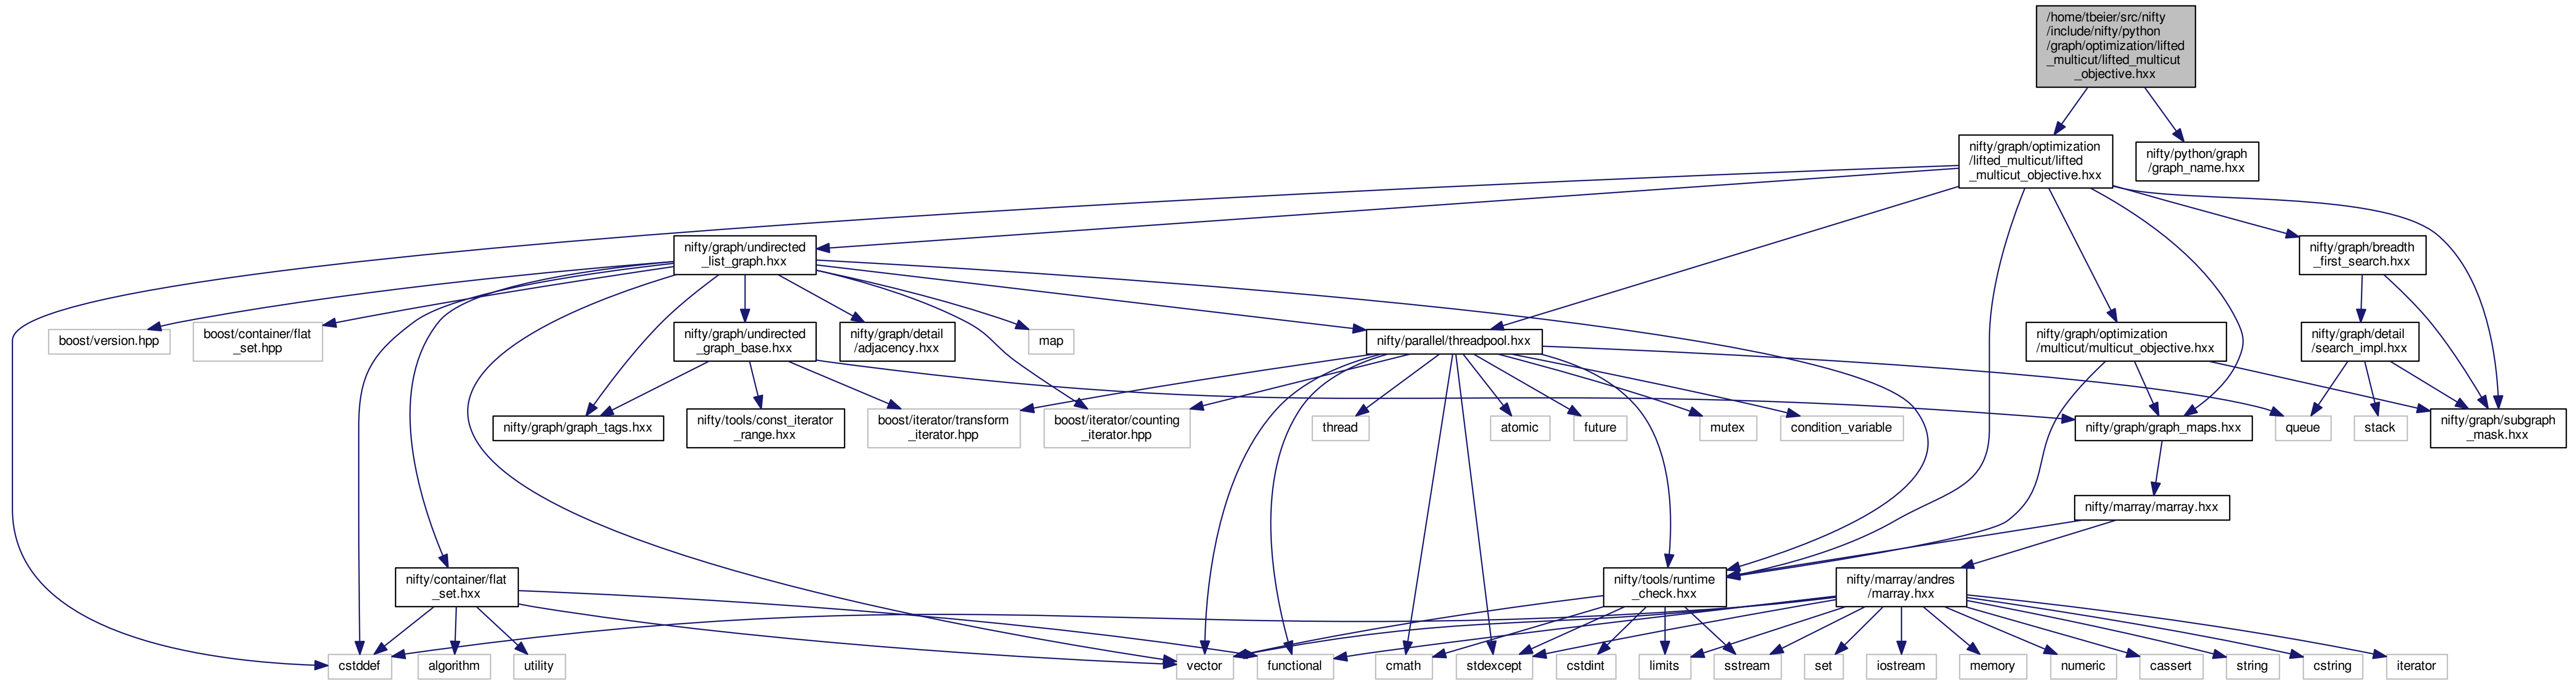 /home/tbeier/src/nifty
/include/nifty/python
/graph/optimization/lifted
_multicut/lifted_multicut
_objective.hxx
nifty/graph/optimization
/lifted_multicut/lifted
_multicut_objective.hxx
nifty/python/graph
/graph_name.hxx
nifty/graph/undirected
_list_graph.hxx
nifty/graph/breadth
_first_search.hxx
boost/version.hpp
boost/container/flat
_set.hpp
nifty/graph/undirected
_graph_base.hxx
nifty/graph/detail
/adjacency.hxx
map
nifty/parallel/threadpool.hxx
nifty/graph/optimization
/multicut/multicut_objective.hxx
nifty/graph/detail
/search_impl.hxx
nifty/graph/graph_tags.hxx
nifty/tools/const_iterator
_range.hxx
boost/iterator/transform
_iterator.hpp
boost/iterator/counting
_iterator.hpp
thread
atomic
future
mutex
condition_variable
nifty/graph/graph_maps.hxx
queue
stack
nifty/graph/subgraph
_mask.hxx
nifty/marray/marray.hxx
nifty/container/flat
_set.hxx
nifty/tools/runtime
_check.hxx
nifty/marray/andres
/marray.hxx
cstddef
algorithm
utility
vector
functional
cmath
stdexcept
cstdint
limits
sstream
set
iostream
memory
numeric
cassert
string
cstring
iterator